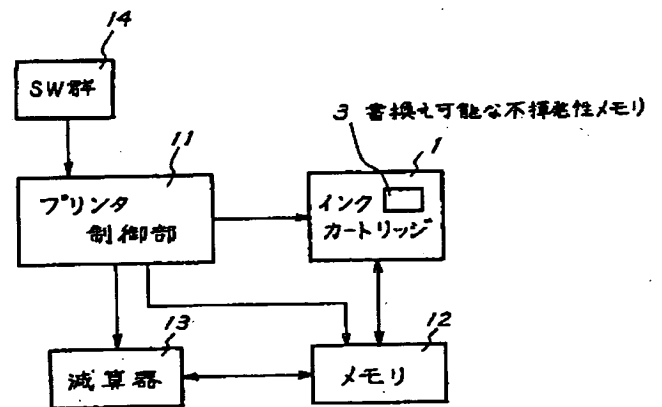 14
SW群
3 書換え可能な不揮発性メモリ
11
1
プリンタ
制御部
インク
カートリッジ
13
12
減算器
メモリ